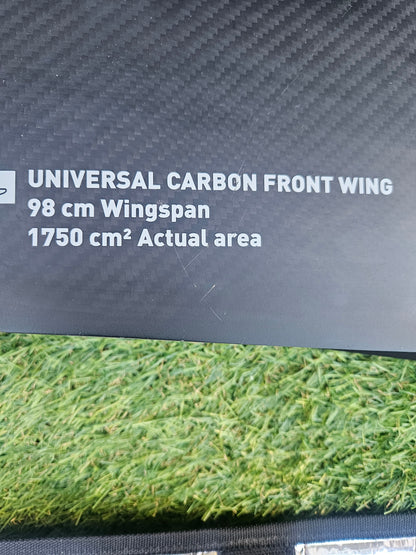 UNIVERSAL CARBON FRONT WING
98 cm Wingspan
1750 cm² Actual area